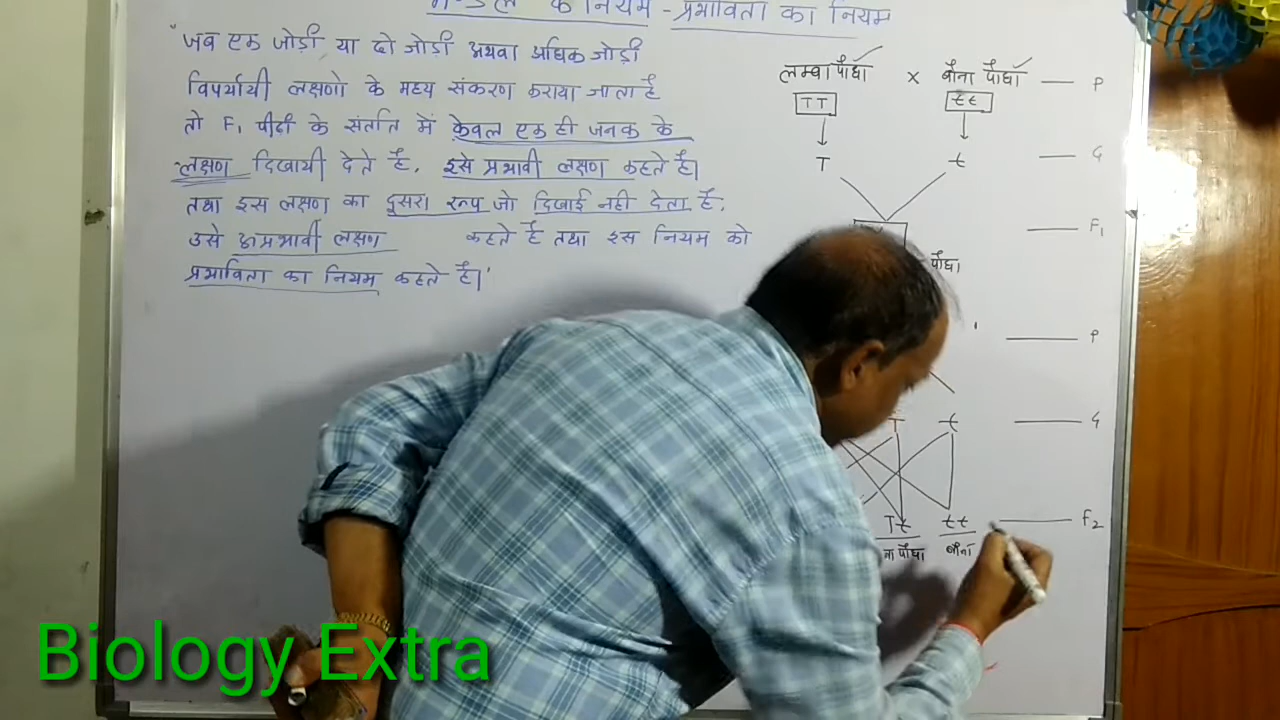 के नियम - प्रभाविता का नियम
"जब एक जोड़ी या दो जोड़ी अथवा अधिक जोड़ी
विपर्यायी लक्षणो के मध्य संकरण कराया जाता है
तो F₁ पीढी के संतति में केवल एक ही जनक के
लक्षण दिखायी देते है, इसे प्रभावी लक्षण कहते है।
तथा इस लक्षण का दुसरा रूप जो दिखाई नही देता है,
उसे अप्रभावी लक्षण कहते है तथा इस नियम को
प्रभाविता का नियम कहते है।"
लम्बा पौधा x बौना पौधा P
TT tt
T t G
F₁
पौधा
P
T t G
Tt tt F₂
पौधा बौना
Biology Extra